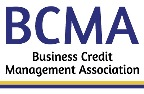 BCMA
Business Credit
Management Association